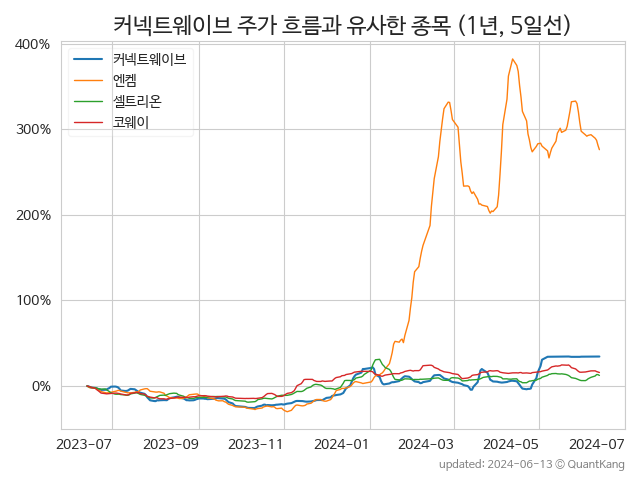 커넥트웨이브 주가 흐름과 유사한 종목 (1년, 5일선)
커넥트웨이브
엔켐
셀트리온
코웨이
400%
300%
200%
100%
0%
2023-07 2023-09 2023-11 2024-01 2024-03 2024-05 2024-07
updated: 2024-06-13 © QuantKang